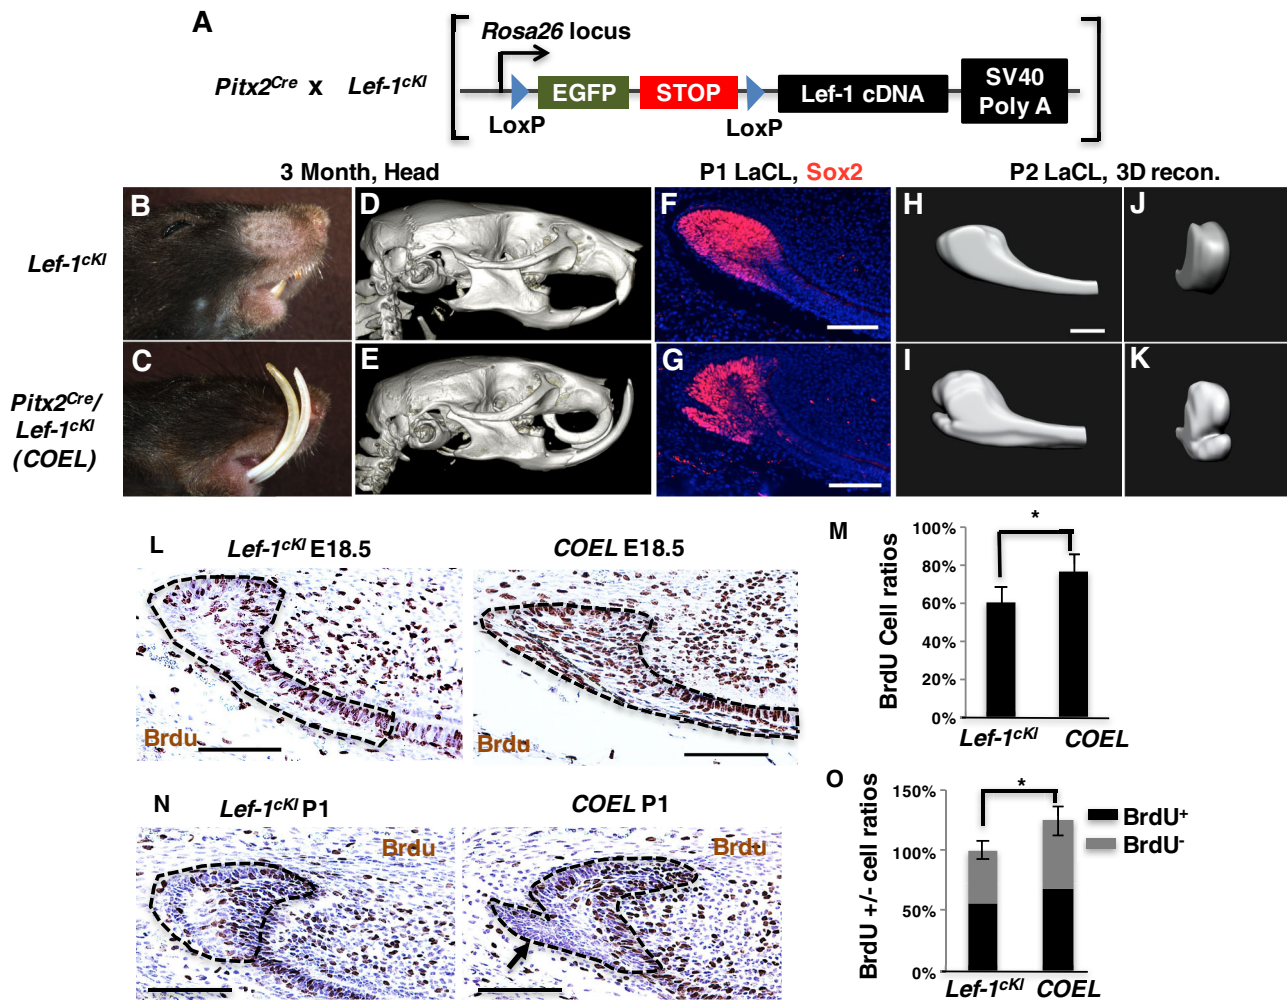 A
Rosa26 locus
Pitx2Cre x Lef-1cKI
EGFP
STOP
Lef-1 cDNA
SV40
Poly A
LoxP
LoxP
3 Month, Head
P1 LaCL, Sox2
P2 LaCL, 3D recon.
Lef-1cKI
B
D
F
H
J
Pitx2Cre/
Lef-1cKI
(COEL)
C
E
G
I
K
L
Lef-1cKI E18.5
COEL E18.5
Brdu
Brdu
M
BrdU Cell ratios
100%
80%
60%
40%
20%
0%
*
Lef-1cKI
COEL
N
Lef-1cKI P1
COEL P1
Brdu
Brdu
O
BrdU +/- cell ratios
150%
100%
50%
0%
*
Lef-1cKI
COEL
BrdU+
BrdU-